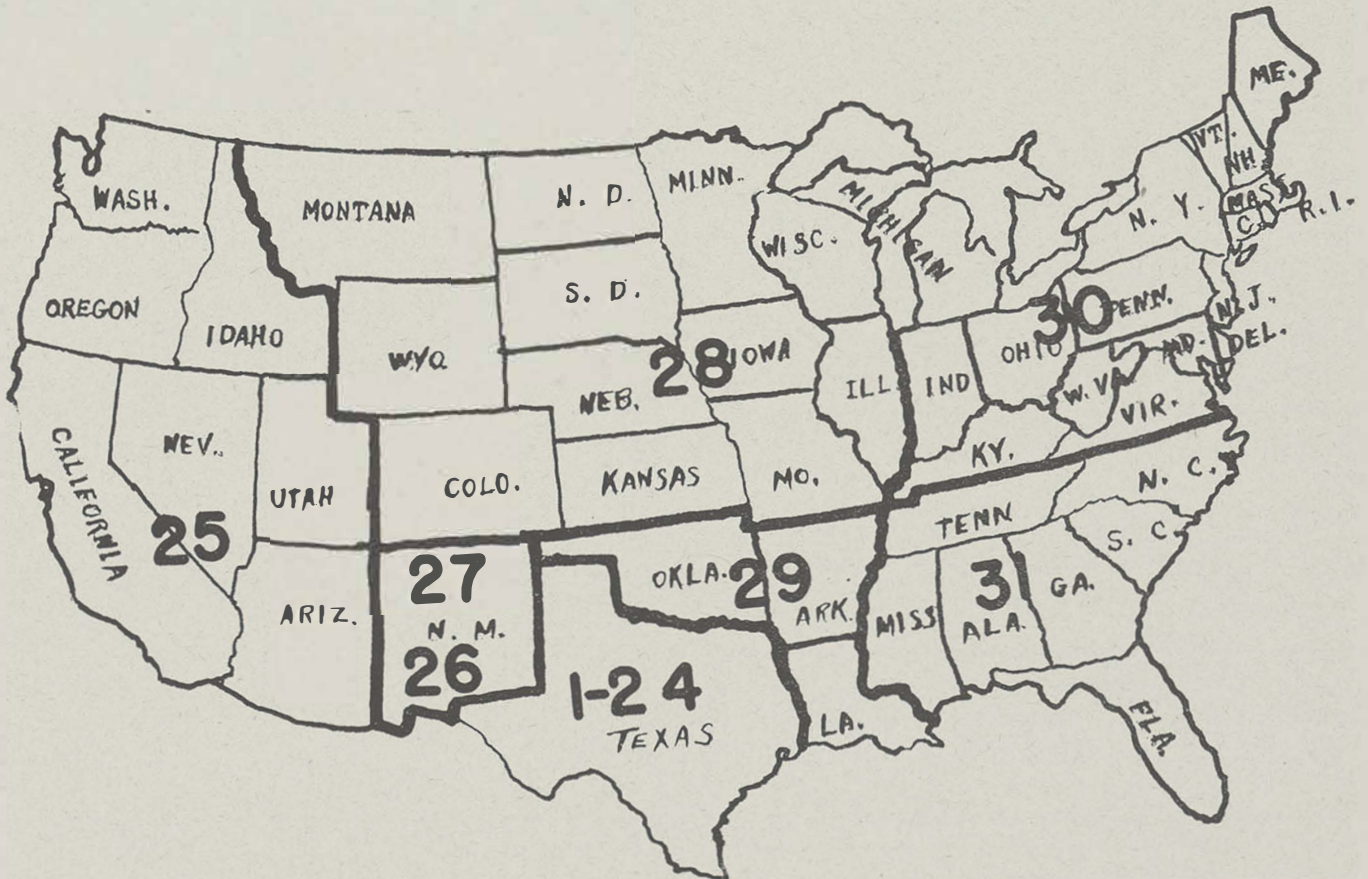 ME.
VT.
N.H.
WASH.
MONTANA
N. D.
MINN.
MICHIGAN
N. Y.
MASS
R. I.
WISC.
OREGON
IDAHO
S. D.
30
PENN.
N.J.
WYO.
28
IOWA
OHIO
MD.
DEL.
NEB.
ILL
IND
W. VA
VIR.
CALIFORNIA
NEV.
UTAH
COLO.
KANSAS
MO.
KY.
N. C.
25
TENN
S. C.
27
OKLA.
29
31
GA.
ARIZ.
N. M.
ARK.
MISS
ALA.
26
1-24
TEXAS
LA.
FLA.